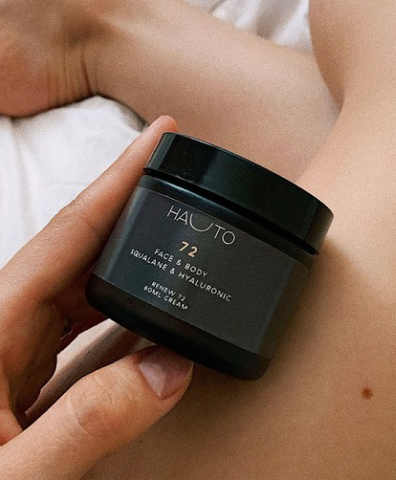 HAUTO
72
FACE & BODY
SQUALANE & HYALURONIC
RENEW 72
60ML CREAM